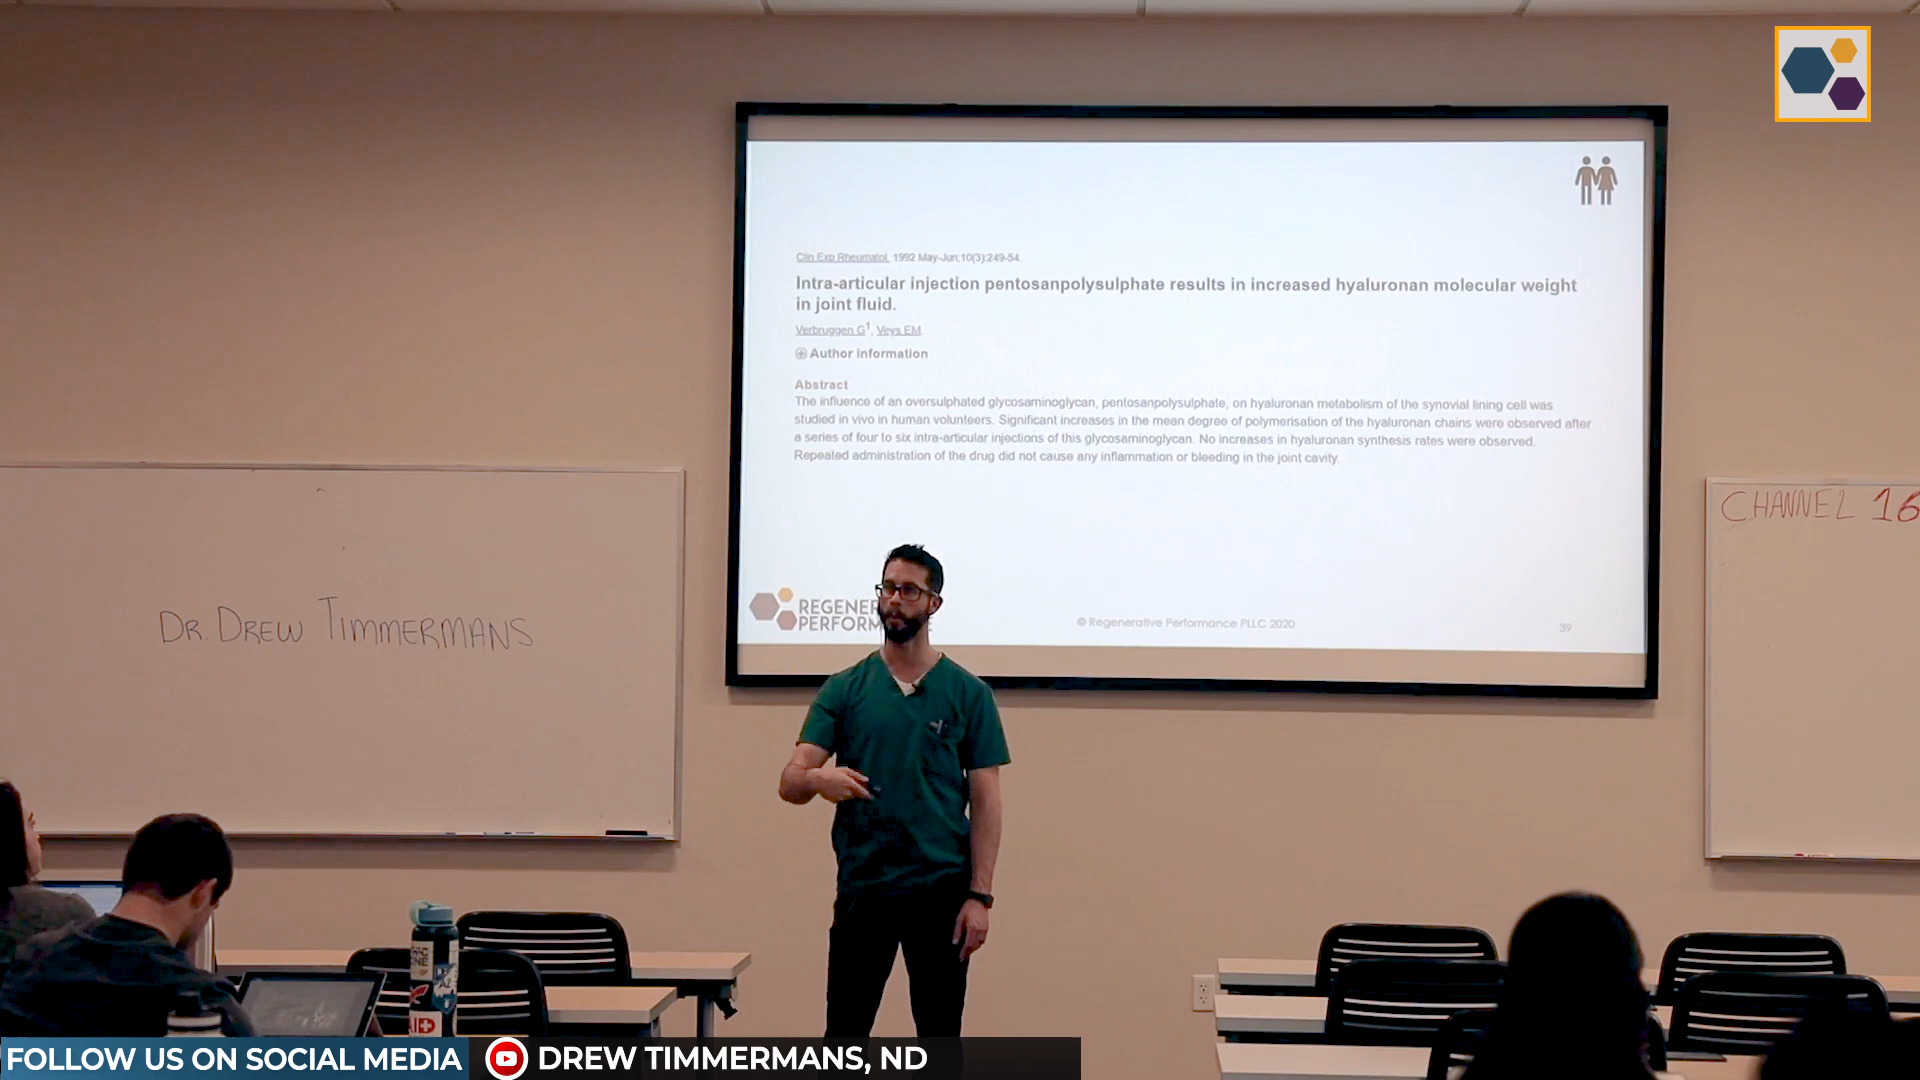 Clin Exp Rheumatol. 1992 May-Jun;10(3):249-54.
Intra-articular injection pentosanpolysulphate results in increased hyaluronan molecular weight
in joint fluid.
Verbruggen G1, Veys EM.
Author information
Abstract
The influence of an oversulphated glycosaminoglycan, pentosanpolysulphate, on hyaluronan metabolism of the synovial lining cell was
studied in vivo in human volunteers. Significant increases in the mean degree of polymerisation of the hyaluronan chains were observed after
a series of four to six intra-articular injections of this glycosaminoglycan. No increases in hyaluronan synthesis rates were observed.
Repeated administration of the drug did not cause any inflammation or bleeding in the joint cavity.
REGENER
PERFORM
© Regenerative Performance PLLC 2020
39
CHANNEL 16
DR. DREW TIMMERMANS
AID
FOLLOW US ON SOCIAL MEDIA
DREW TIMMERMANS, ND